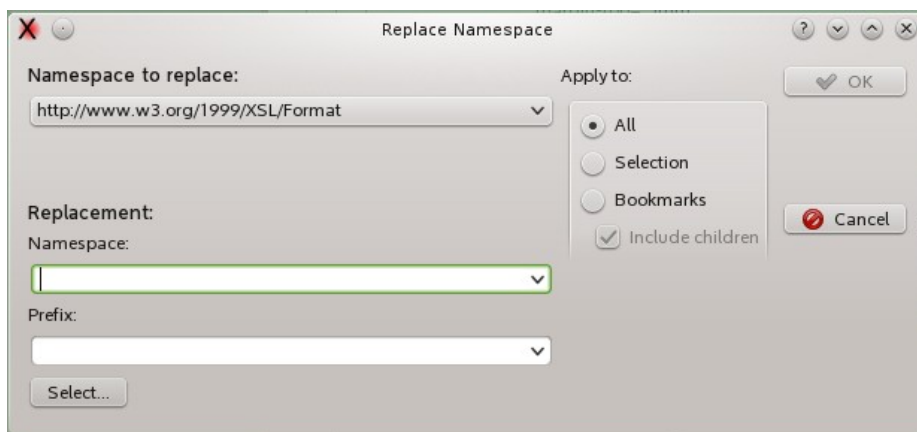 Replace Namespace
Namespace to replace:
http://www.w3.org/1999/XSL/Format
Replacement:
Namespace:
Prefix:
Select...
Apply to:
All
Selection
Bookmarks
Include children
OK
Cancel